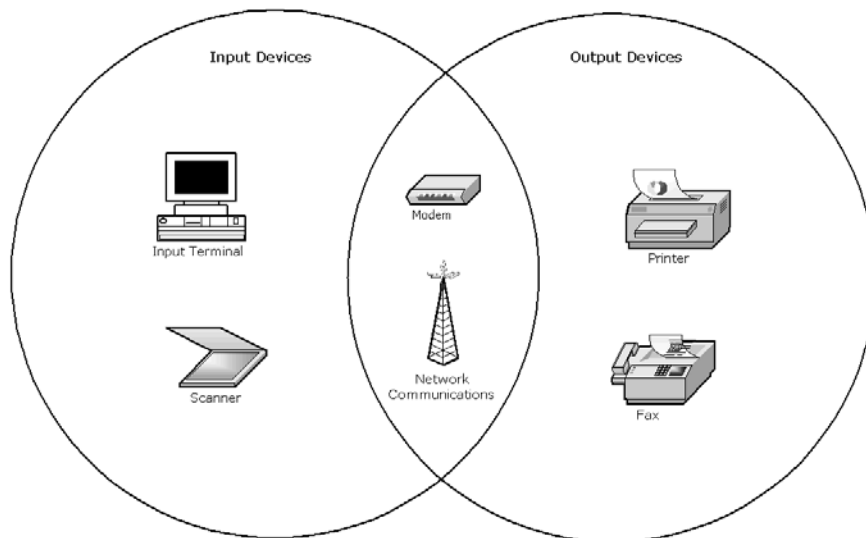 Input Devices
Output Devices
Input Terminal
Scanner
Modem
Network
Communications
Printer
Fax